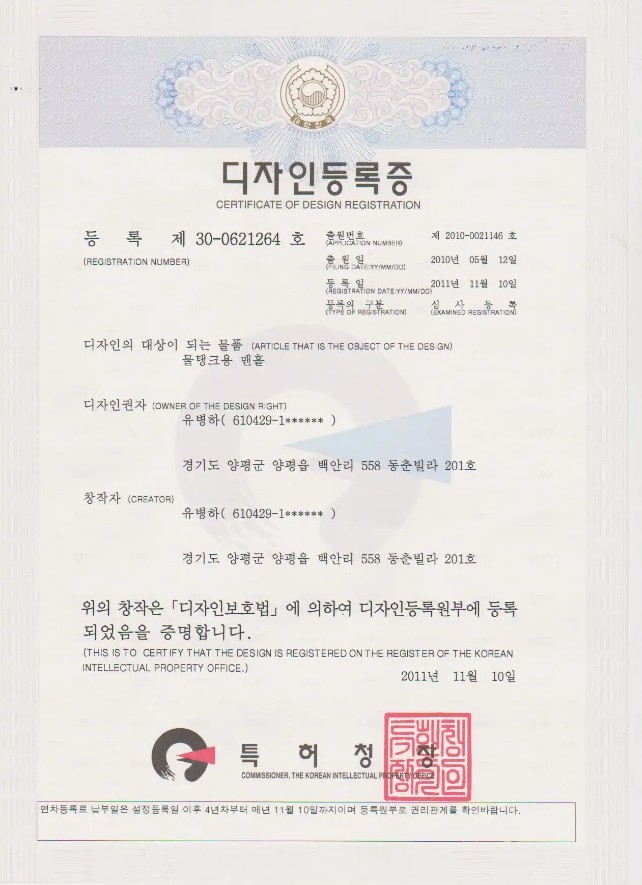 디자인등록증
CERTIFICATE OF DESIGN REGISTRATION
등 록 제 30-0621264 호
(REGISTRATION NUMBER)
출원번호 제 2010-0021146 호
(APPLICATION NUMBER)
출 원 일 2010년 05월 12일
(FILING DATE:YY/MM/DD)
등 록 일 2011년 11월 10일
(REGISTRATION DATE:YY/MM/DD)
등록의 구분 심 사 등 록
(TYPE OF REGISTRATION) (EXAMINED REGISTRATION)
디자인의 대상이 되는 물품 (ARTICLE THAT IS THE OBJECT OF THE DESIGN)
물탱크용 맨홀
디자인권자 (OWNER OF THE DESIGN RIGHT)
유병하( 610429-1****** )
경기도 양평군 양평읍 백안리 558 동춘빌라 201호
창작자 (CREATOR)
유병하( 610429-1****** )
경기도 양평군 양평읍 백안리 558 동춘빌라 201호
위의 창작은「디자인보호법」에 의하여 디자인등록원부에 등록
되었음을 증명합니다.
(THIS IS TO CERTIFY THAT THE DESIGN IS REGISTERED ON THE REGISTER OF THE KOREAN
INTELLECTUAL PROPERTY OFFICE.)
2011년 11월 10일
특 허 청 장
COMMISSIONER, THE KOREAN INTELLECTUAL PROPERTY OFFICE
연차등록료 납부일은 설정등록일 이후 4년차부터 매년 11월 10일까지이며 등록원부로 권리관계를 확인바랍니다.